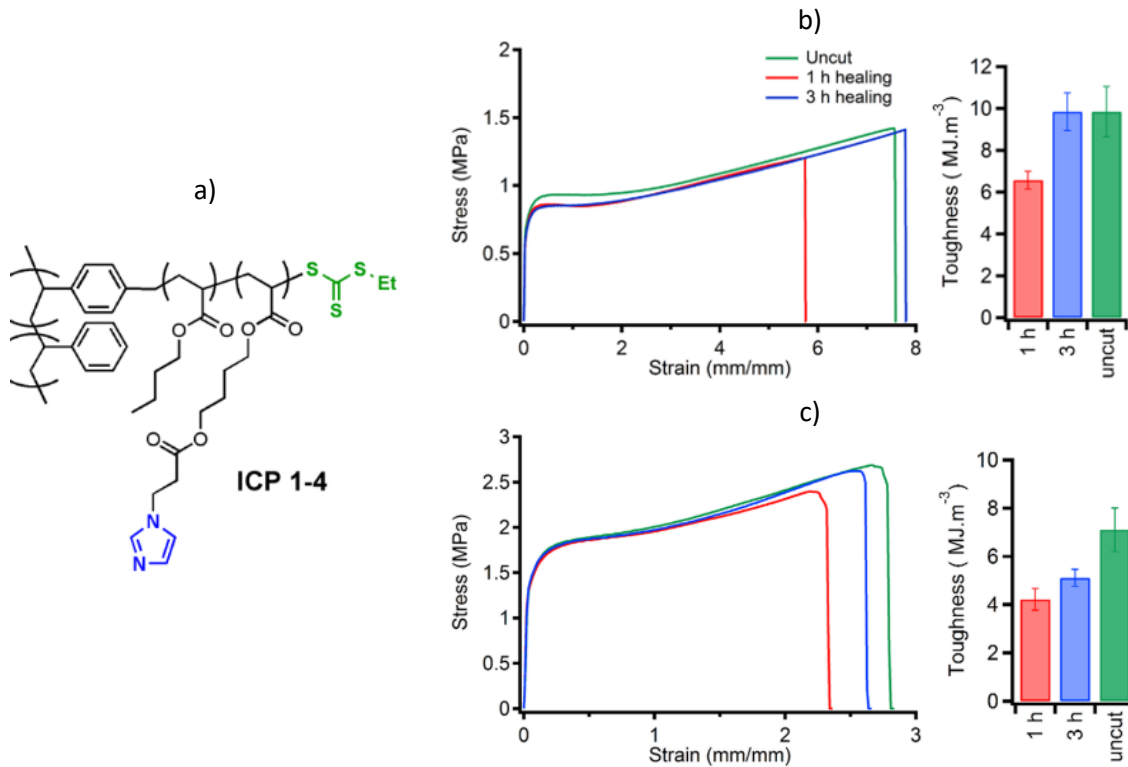 a)
S
S
Et
S
O
O
O
O
O
O
N
N
ICP 1-4
b)
Uncut
1 h healing
3 h healing
2
1.5
1
0.5
0
Stress (MPa)
0
2
4
6
8
Strain (mm/mm)
12
10
8
6
4
2
0
Toughness ( MJ.m⁻³)
1 h
3 h
uncut
c)
3
2.5
2
1.5
1
0.5
0
Stress (MPa)
0
1
2
3
Strain (mm/mm)
10
8
6
4
2
0
Toughness ( MJ.m⁻³)
1 h
3 h
uncut